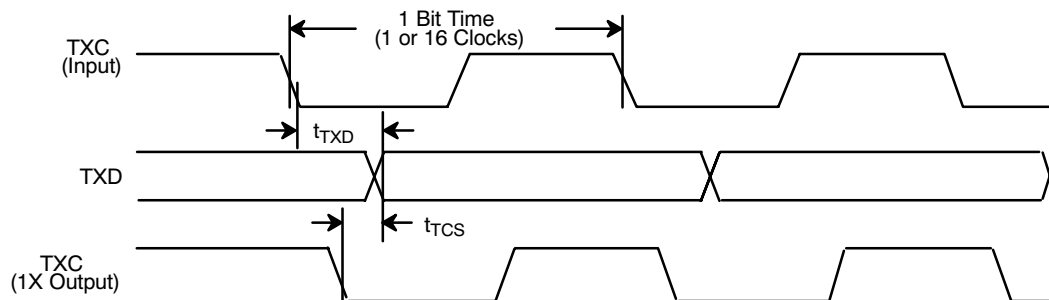 1 Bit Time
(1 or 16 Clocks)
TXC
(Input)
tTXD
TXD
tTCS
TXC
(1X Output)